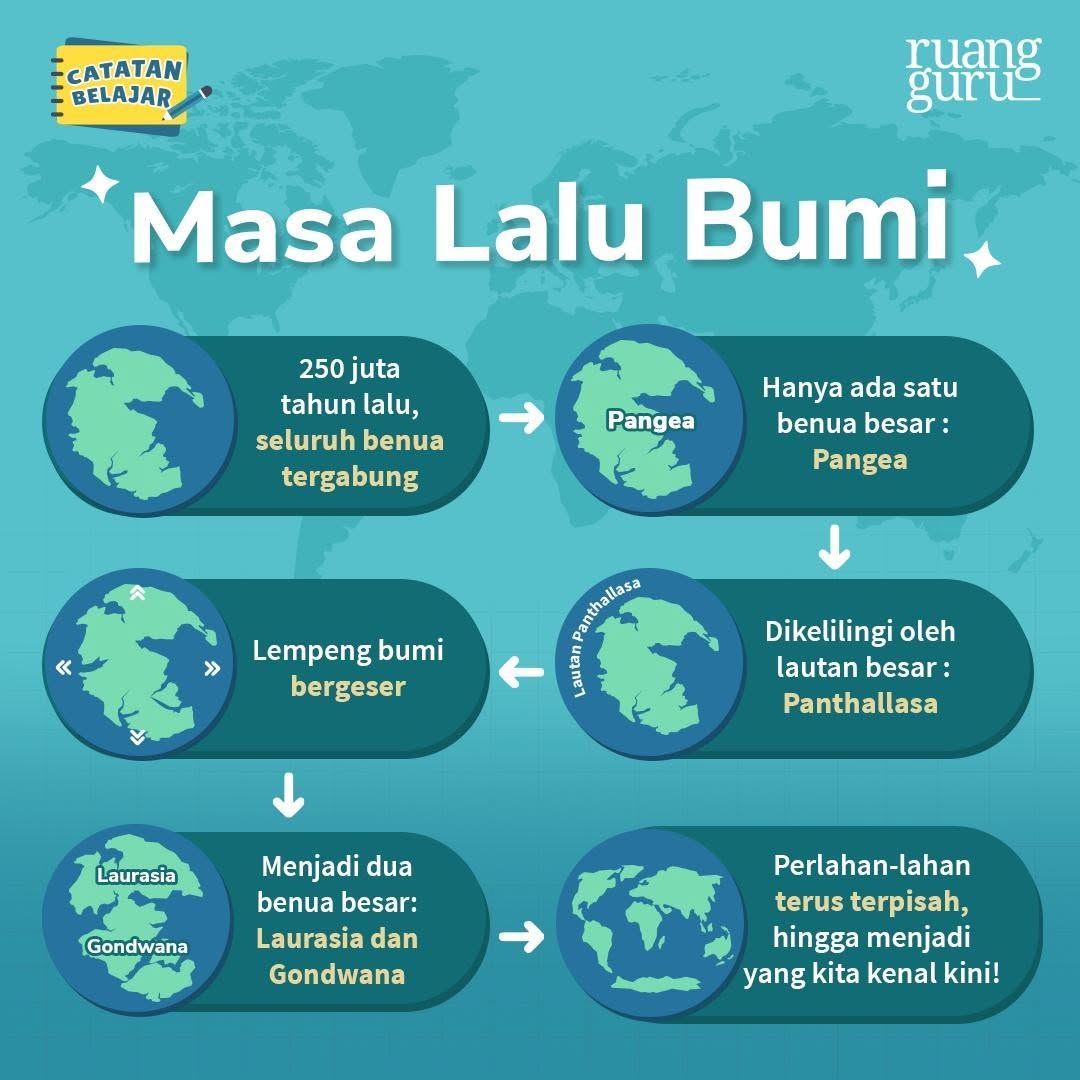 CATATAN
BELAJAR
ruang
guru
Masa Lalu Bumi
250 juta
tahun lalu,
seluruh benua
tergabung
Pangea
Hanya ada satu
benua besar :
Pangea
Lautan Panthallasa
Dikelilingi oleh
lautan besar :
Panthallasa
Lempeng bumi
bergeser
Laurasia
Gondwana
Menjadi dua
benua besar:
Laurasia dan
Gondwana
Perlahan-lahan
terus terpisah,
hingga menjadi
yang kita kenal kini!